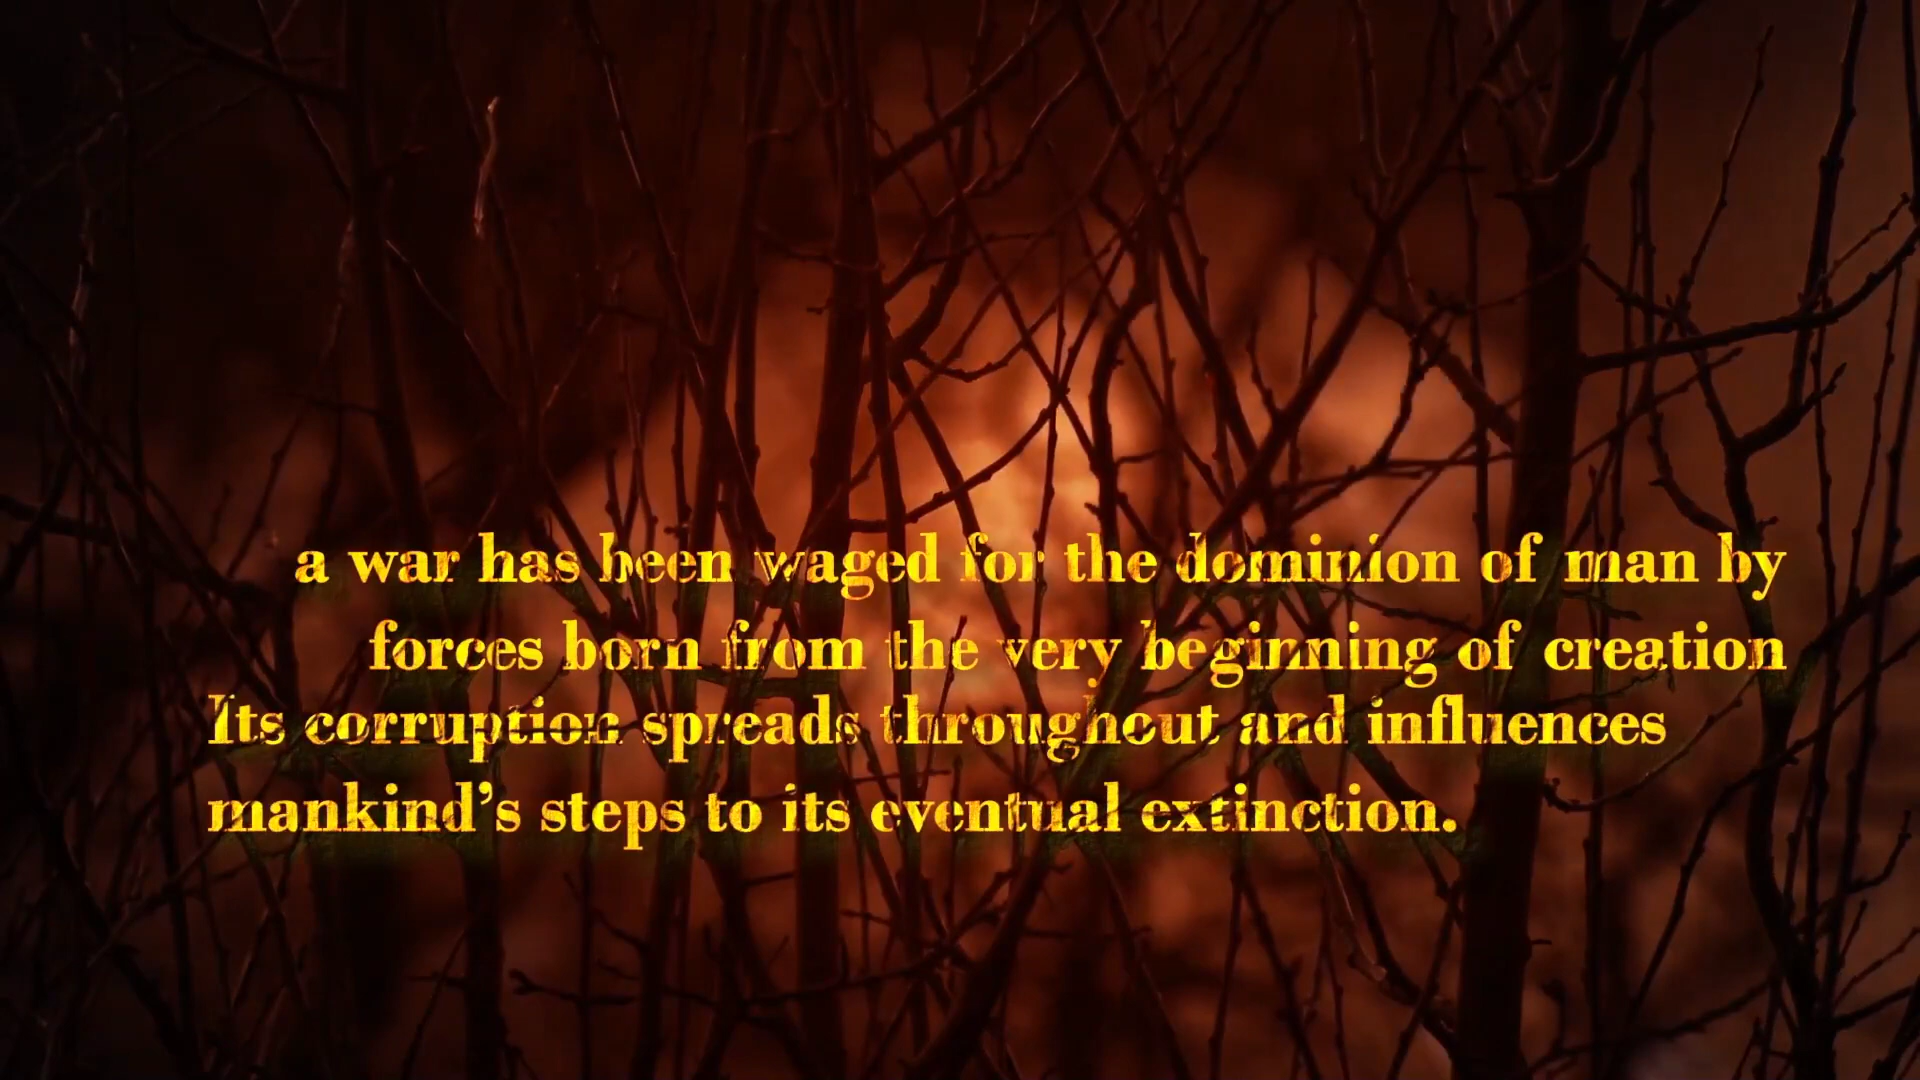 a war has been waged for the dominion of man by
forces born from the very beginning of creation
Its corruption spreads throughout and influences
mankind’s steps to its eventual extinction.